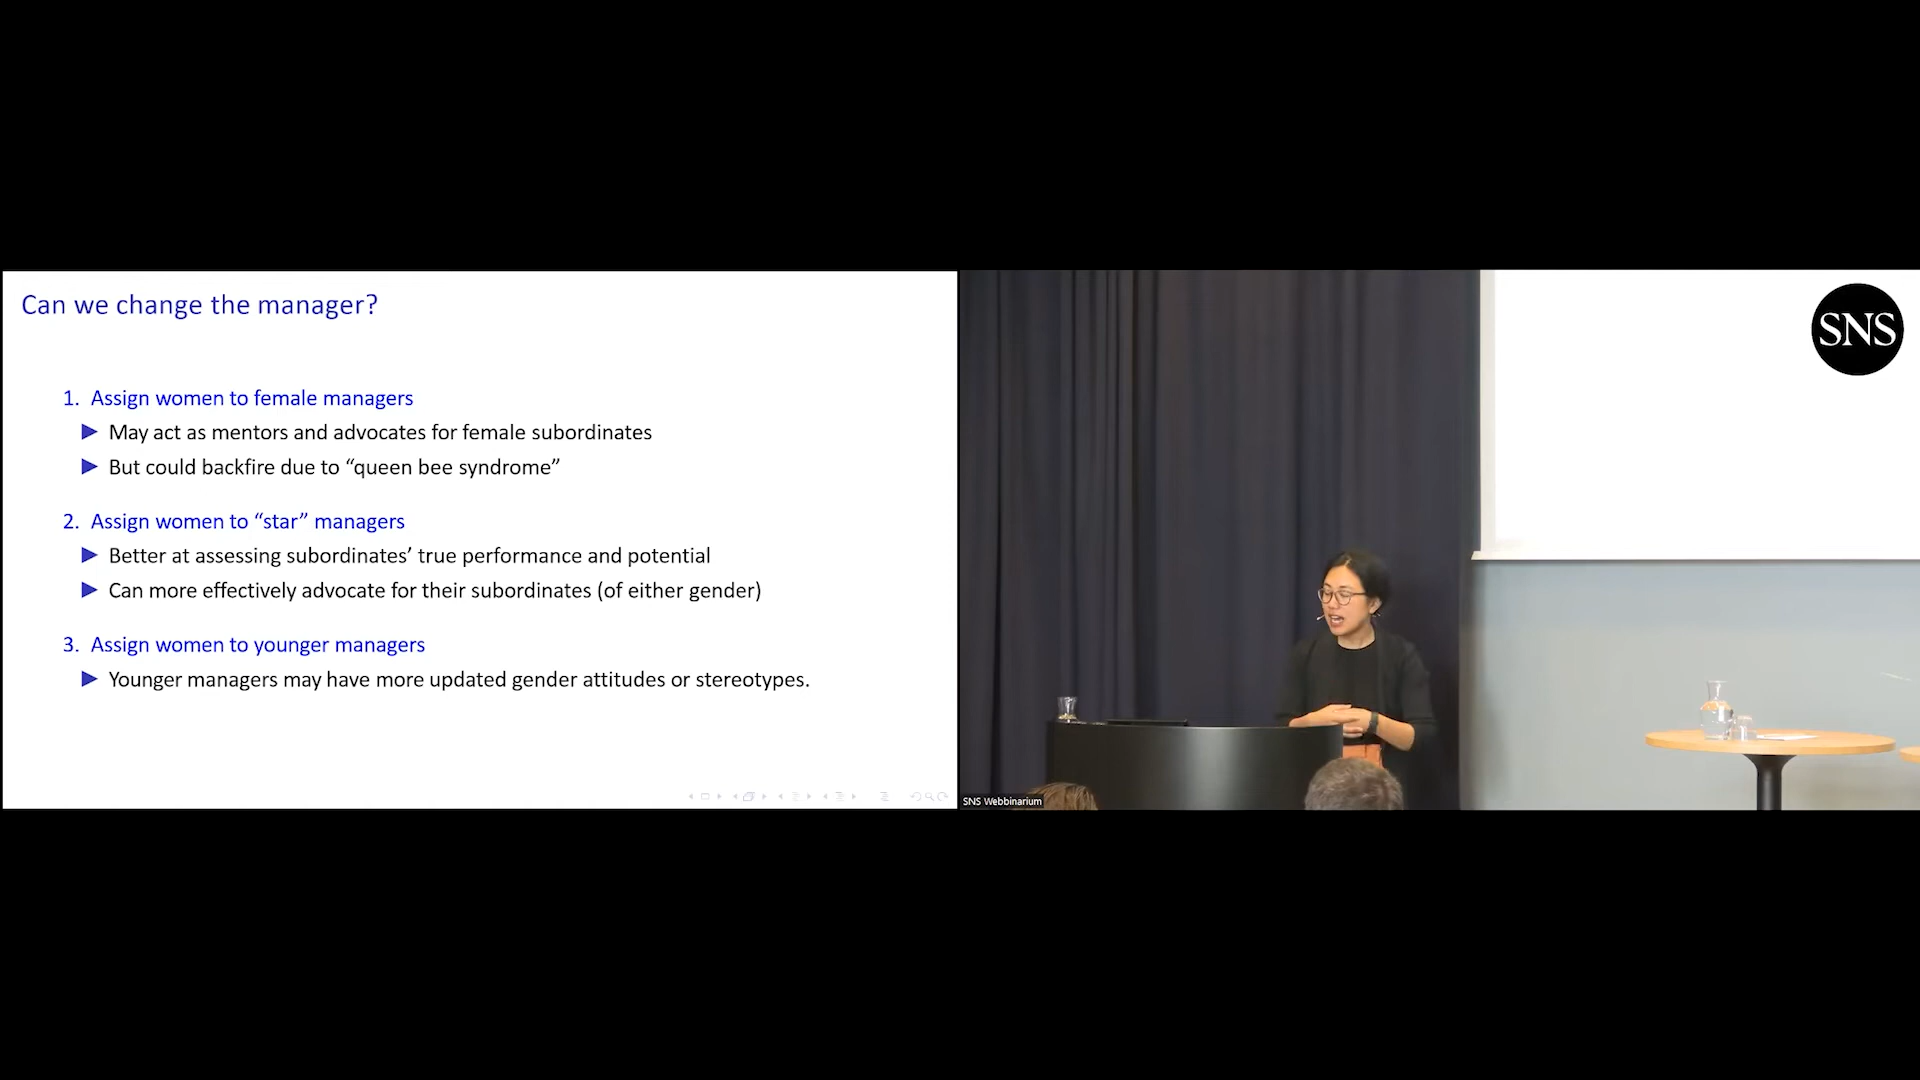 Can we change the manager?
1. Assign women to female managers
▶ May act as mentors and advocates for female subordinates
▶ But could backfire due to “queen bee syndrome”
2. Assign women to “star” managers
▶ Better at assessing subordinates’ true performance and potential
▶ Can more effectively advocate for their subordinates (of either gender)
3. Assign women to younger managers
▶ Younger managers may have more updated gender attitudes or stereotypes.
SNS
SNS Webbinarium